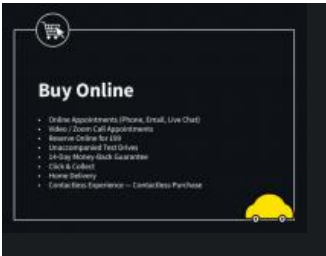 Buy Online
• Online Appointments (Phone, Email, Live Chat)
• Video / Zoom Call Appointments
• Reserve Online for £99
• Unaccompanied Test Drives
• 14-Day Money-Back Guarantee
• Click & Collect
• Home Delivery
• Contactless Experience — Contactless Purchase